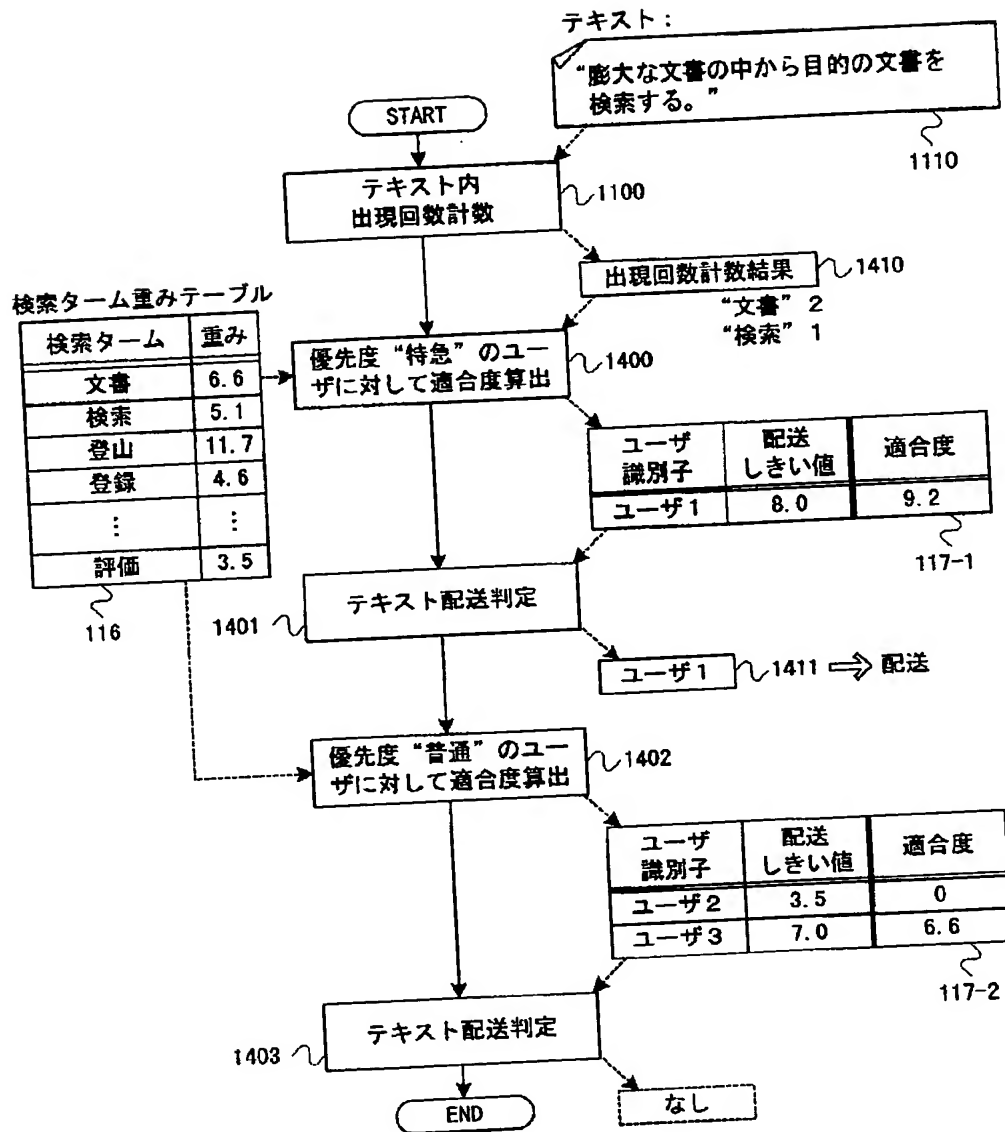 テキスト:
“膨大な文書の中から目的の文書を
検索する。”
1110
START
テキスト内
出現回数計数
1100
出現回数計数結果
1410
“文書” 2
“検索” 1
検索ターム重みテーブル
検索ターム 重み
文書 6.6
検索 5.1
登山 11.7
登録 4.6
⋮ ⋮
評価 3.5
116
優先度“特急”のユー
ザに対して適合度算出
1400
ユーザ
識別子
配送
しきい値
適合度
ユーザ1 8.0 9.2
117-1
テキスト配送判定
1401
ユーザ1
1411
配送
優先度“普通”のユー
ザに対して適合度算出
1402
ユーザ
識別子
配送
しきい値
適合度
ユーザ2 3.5 0
ユーザ3 7.0 6.6
117-2
テキスト配送判定
1403
なし
END